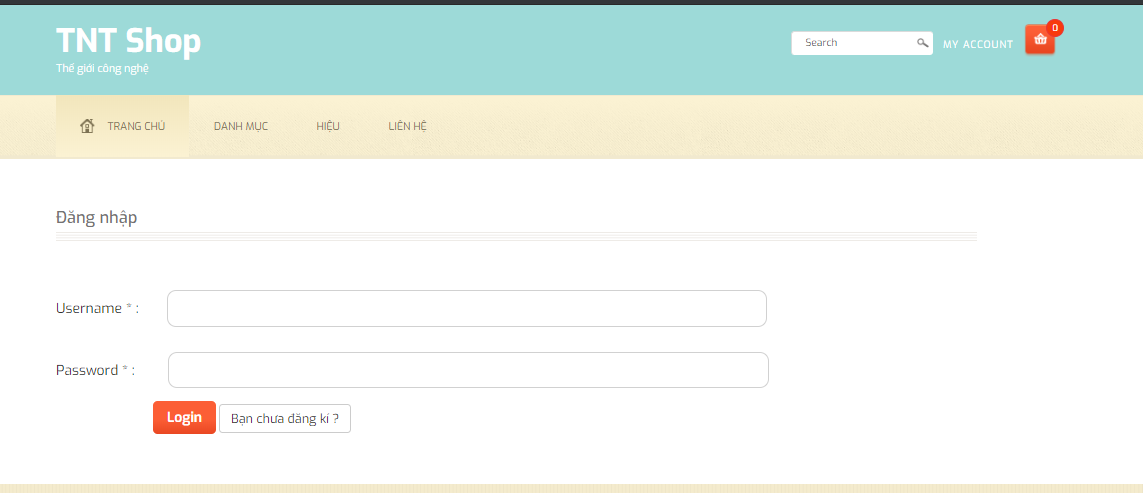 TNT Shop
Thế giới công nghệ
Search
MY ACCOUNT
0
TRANG CHỦ
DANH MỤC
HIỆU
LIÊN HỆ
Đăng nhập
Username * :
Password * :
Login
Bạn chưa đăng kí ?